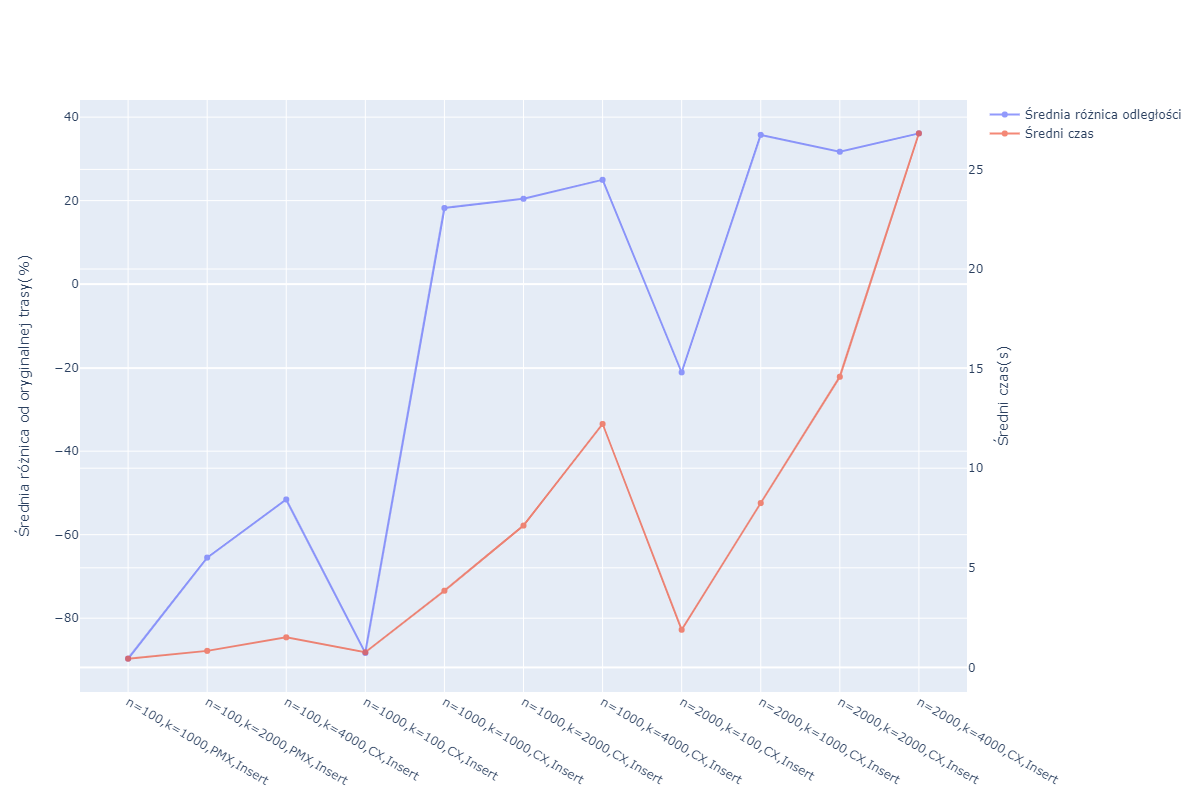 Średnia różnica odległości
Średni czas
Średnia różnica od oryginalnej trasy(%)
40
20
0
−20
−40
−60
−80
25
20
15
10
5
0
Średni czas(s)
n=100,k=1000,PMX,Insert
n=100,k=2000,PMX,Insert
n=100,k=4000,CX,Insert
n=1000,k=100,CX,Insert
n=1000,k=1000,CX,Insert
n=1000,k=2000,CX,Insert
n=1000,k=4000,CX,Insert
n=2000,k=100,CX,Insert
n=2000,k=1000,CX,Insert
n=2000,k=2000,CX,Insert
n=2000,k=4000,CX,Insert